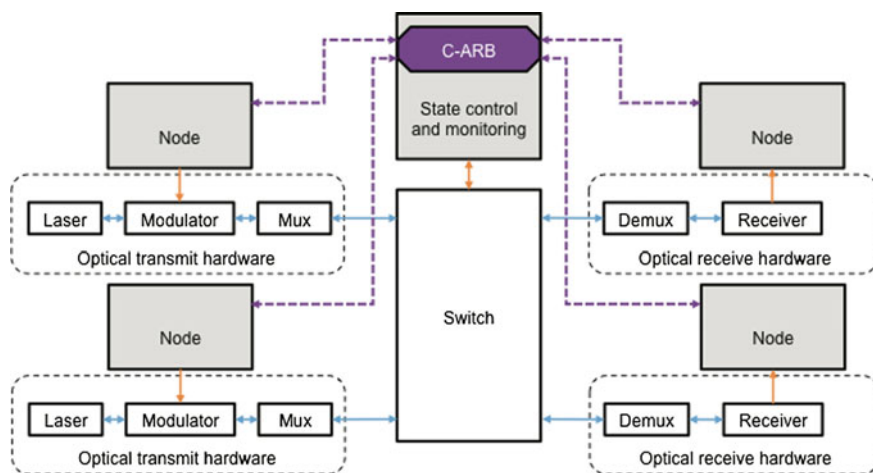 C-ARB
State control
and monitoring
Node
Node
Laser
Modulator
Mux
Optical transmit hardware
Demux
Receiver
Optical receive hardware
Switch
Node
Node
Laser
Modulator
Mux
Optical transmit hardware
Demux
Receiver
Optical receive hardware